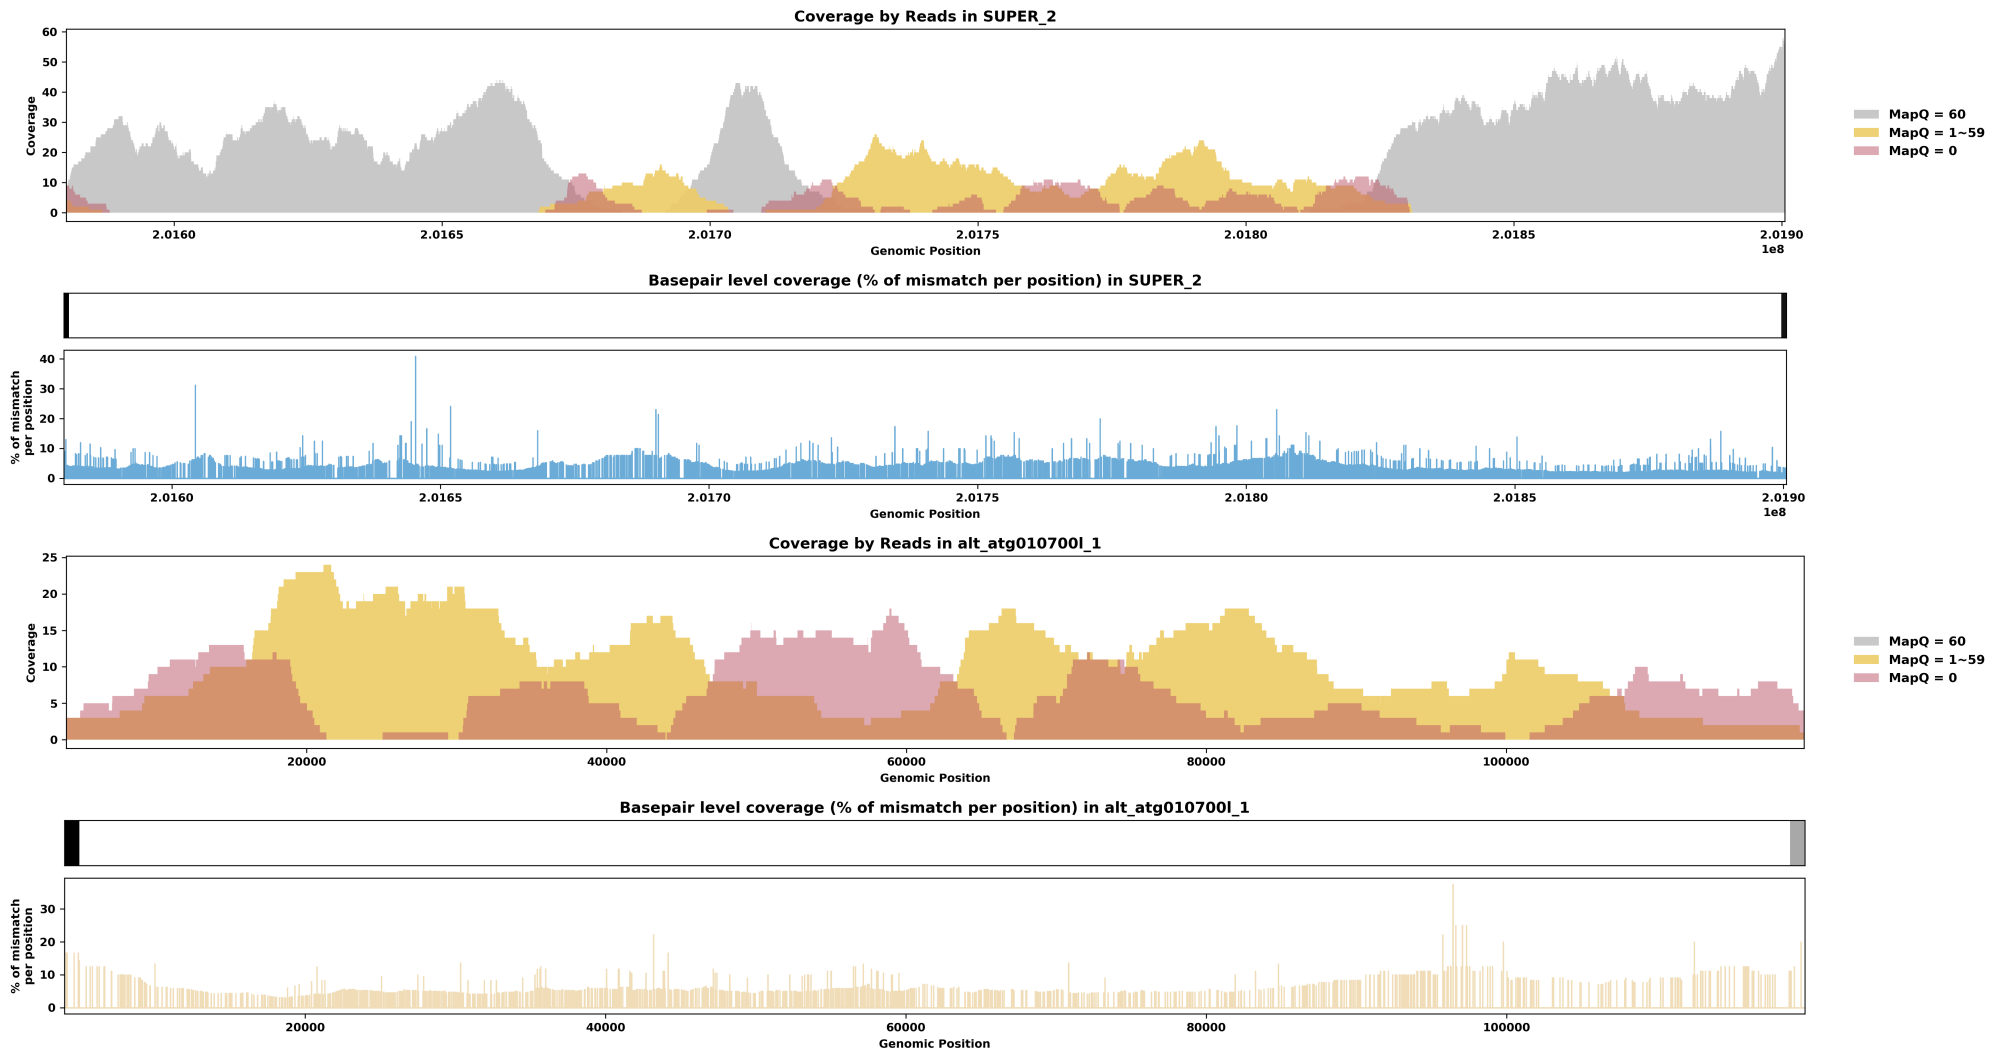 Coverage by Reads in SUPER_2
60
50
40
30
20
10
0
Coverage
2.0160 2.0165 2.0170 2.0175 2.0180 2.0185 2.0190
1e8
Genomic Position
MapQ = 60
MapQ = 1~59
MapQ = 0
Basepair level coverage (% of mismatch per position) in SUPER_2
40
30
20
10
0
% of mismatch
per position
2.0160 2.0165 2.0170 2.0175 2.0180 2.0185 2.0190
1e8
Genomic Position
Coverage by Reads in alt_atg010700l_1
25
20
15
10
5
0
Coverage
20000 40000 60000 80000 100000
Genomic Position
MapQ = 60
MapQ = 1~59
MapQ = 0
Basepair level coverage (% of mismatch per position) in alt_atg010700l_1
30
20
10
0
% of mismatch
per position
20000 40000 60000 80000 100000
Genomic Position